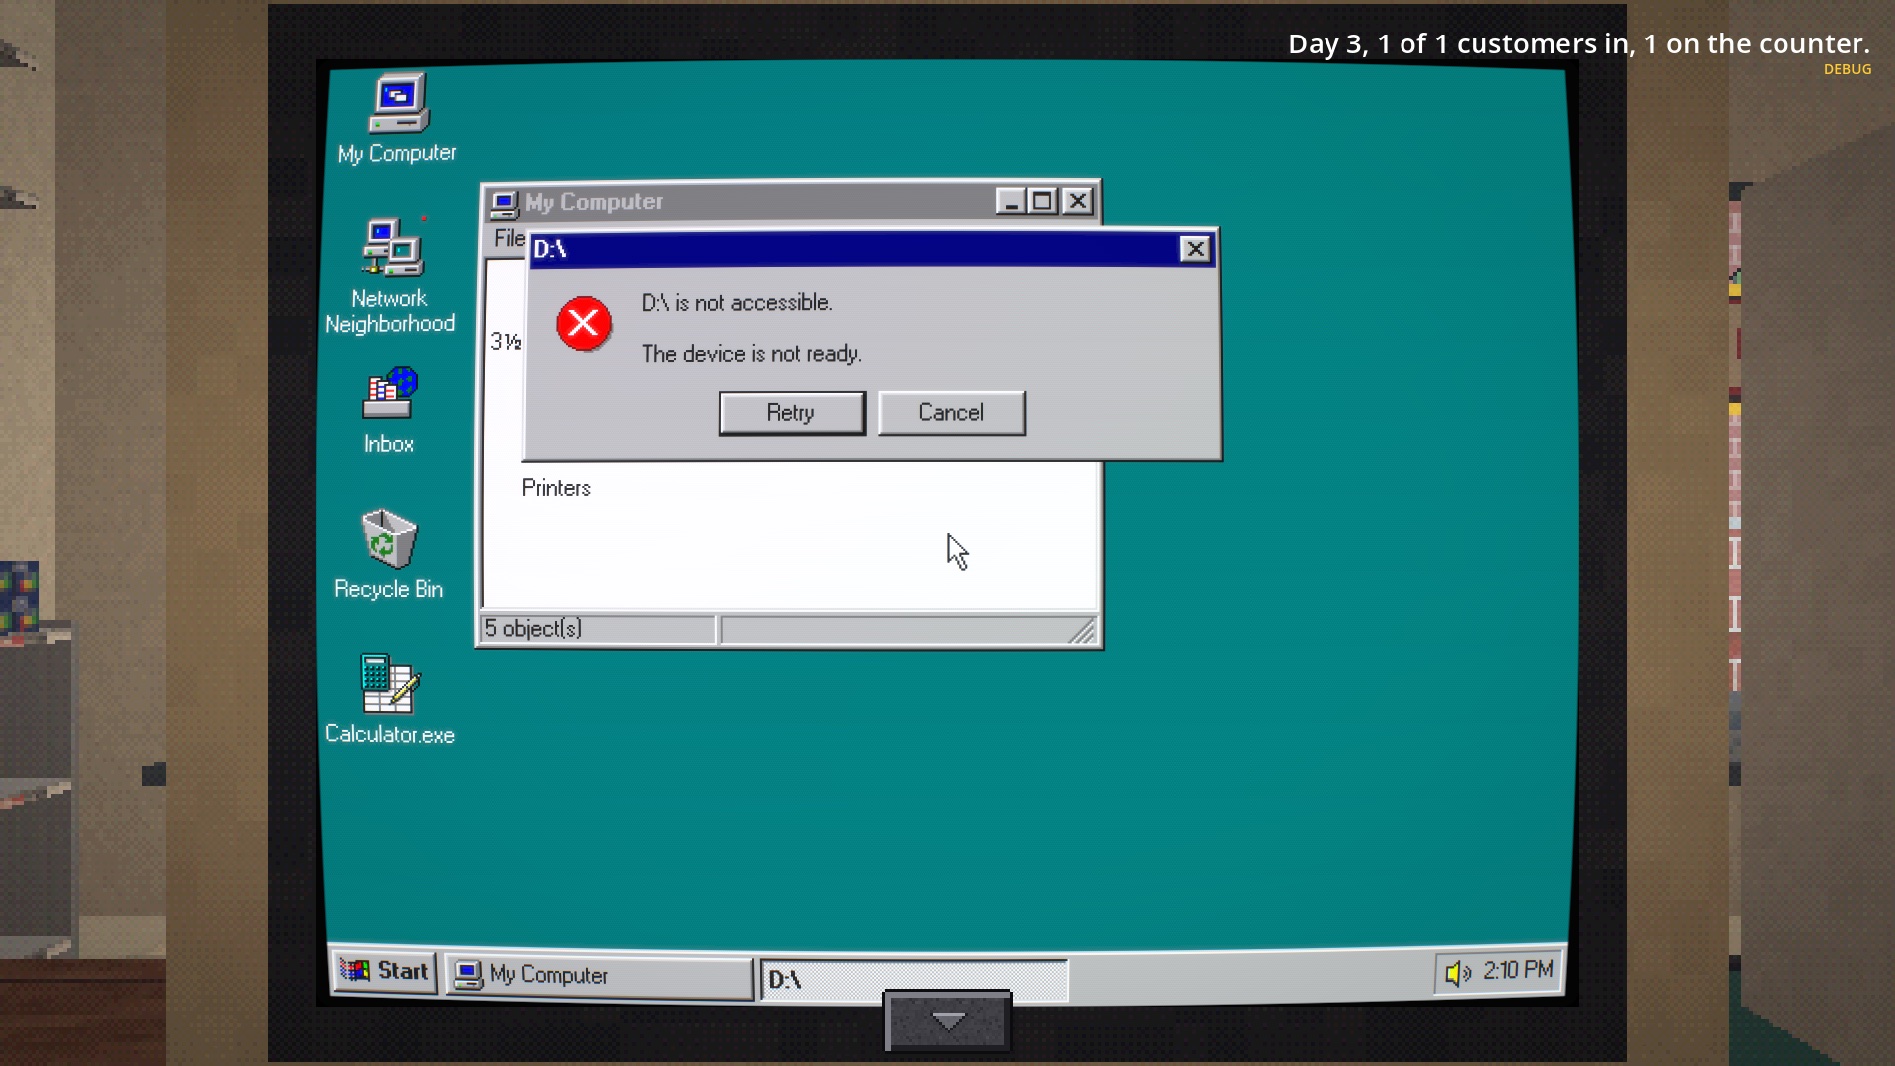 Day 3, 1 of 1 customers in, 1 on the counter.
DEBUG
My Computer
Network
Neighborhood
Inbox
Recycle Bin
Calculator.exe
My Computer
File
3½
D:\
D:\ is not accessible.
The device is not ready.
Retry
Cancel
Printers
5 object(s)
Start
My Computer
D:\
2:10 PM